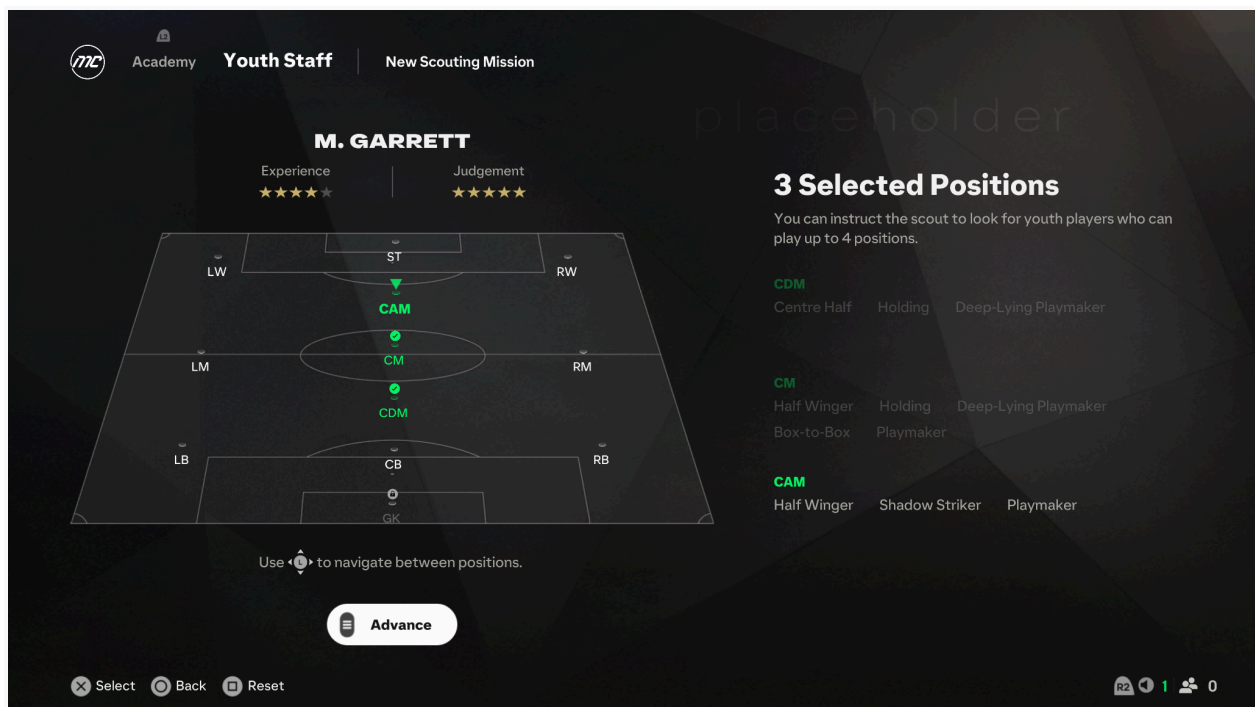 L2
MC
Academy
Youth Staff
New Scouting Mission
placeholder
M. GARRETT
Experience
Judgement
3 Selected Positions
You can instruct the scout to look for youth players who can
play up to 4 positions.
ST
LW
RW
CAM
CM
LM
RM
CDM
LB
CB
RB
GK
CDM
Centre Half Holding Deep-Lying Playmaker
CM
Half Winger Holding Deep-Lying Playmaker
Box-to-Box Playmaker
CAM
Half Winger Shadow Striker Playmaker
Use L to navigate between positions.
Advance
Select Back Reset
R2 1 0